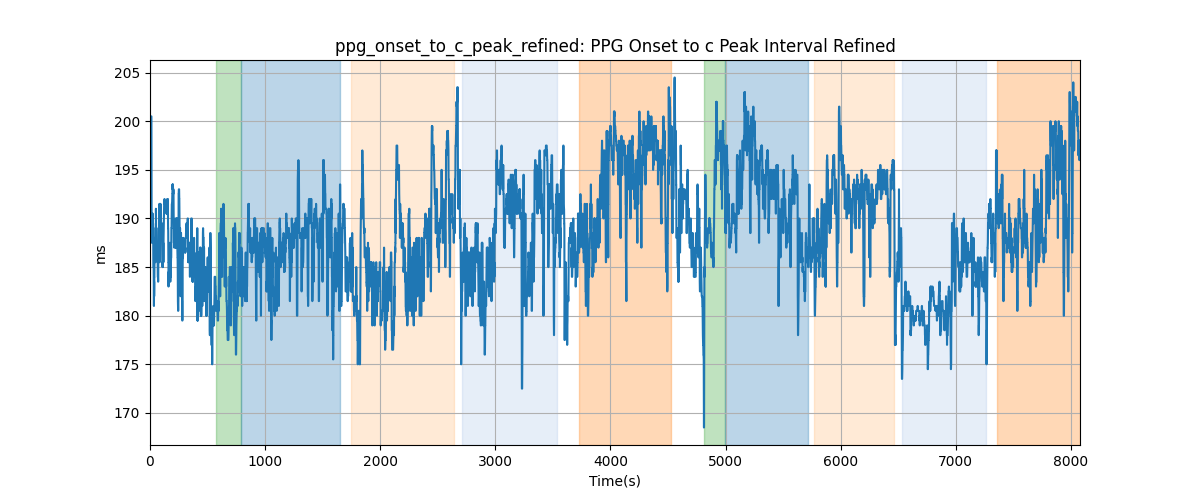 ppg_onset_to_c_peak_refined: PPG Onset to c Peak Interval Refined
205
200
195
190
185
180
175
170
ms
0 1000 2000 3000 4000 5000 6000 7000 8000
Time(s)